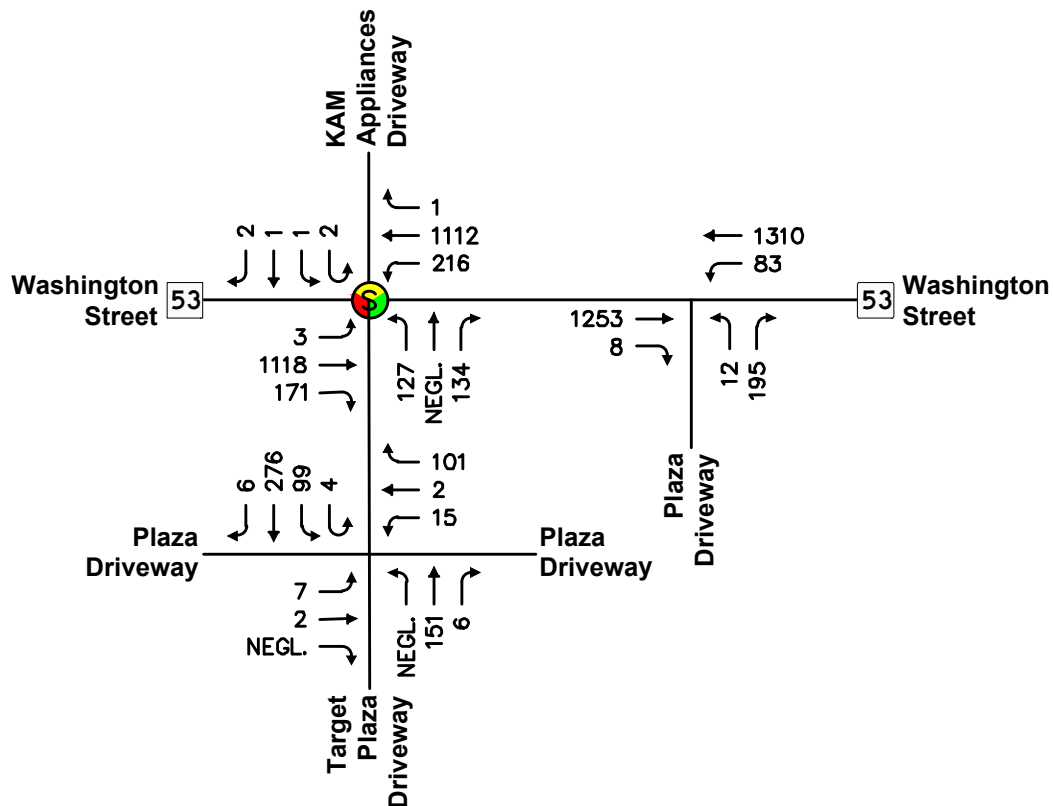 KAM
Appliances
Driveway
1
2
1
1
2
1112
1310
216
83
Washington
Street
53
S
53
Washington
Street
3
1253
1118
8
171
127
NEGL.
134
12
195
Plaza
Driveway
101
6
276
99
4
2
15
Plaza
Driveway
Plaza
Driveway
7
2
NEGL.
NEGL.
151
6
Target
Plaza
Driveway